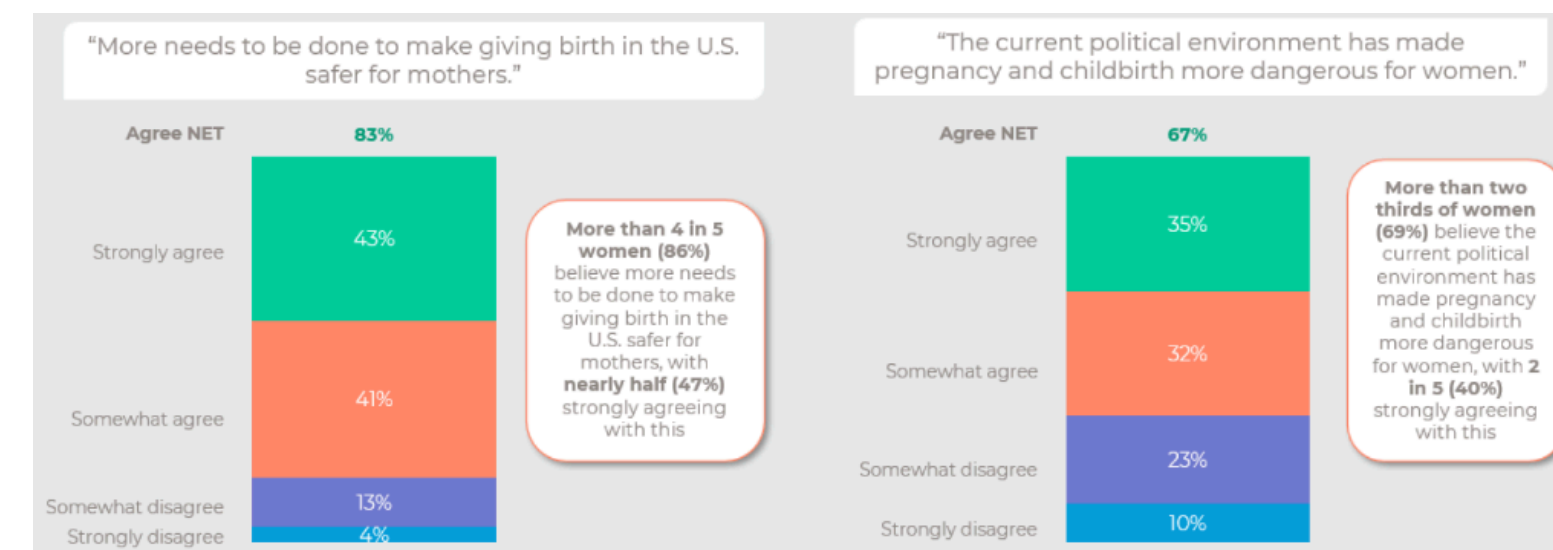 “More needs to be done to make giving birth in the U.S.
safer for mothers.”
Agree NET 83%
Strongly agree 43%
Somewhat agree 41%
Somewhat disagree 13%
Strongly disagree 4%
More than 4 in 5
women (86%)
believe more needs
to be done to make
giving birth in the
U.S. safer for
mothers, with
nearly half (47%)
strongly agreeing
with this
“The current political environment has made
pregnancy and childbirth more dangerous for women.”
Agree NET 67%
Strongly agree 35%
Somewhat agree 32%
Somewhat disagree 23%
Strongly disagree 10%
More than two
thirds of women
(69%) believe the
current political
environment has
made pregnancy
and childbirth
more dangerous
for women, with 2
in 5 (40%)
strongly agreeing
with this